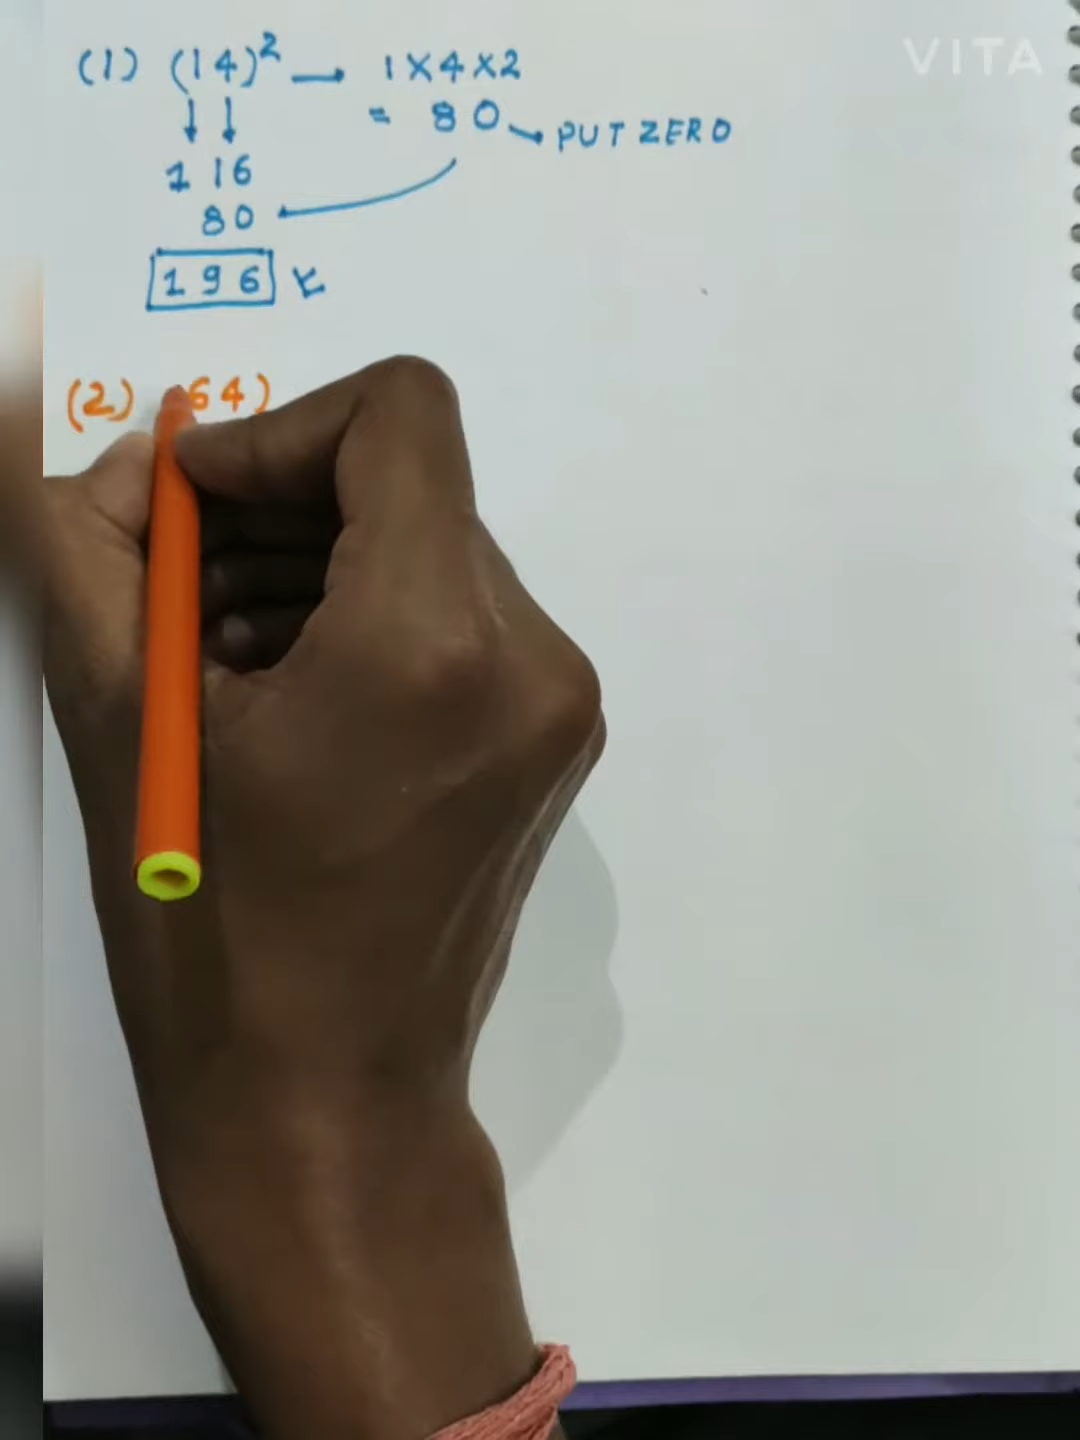 VITA
(1) (14)² → 1×4×2
= 80 → PUT ZERO
1 16
80
196
(2) 64)